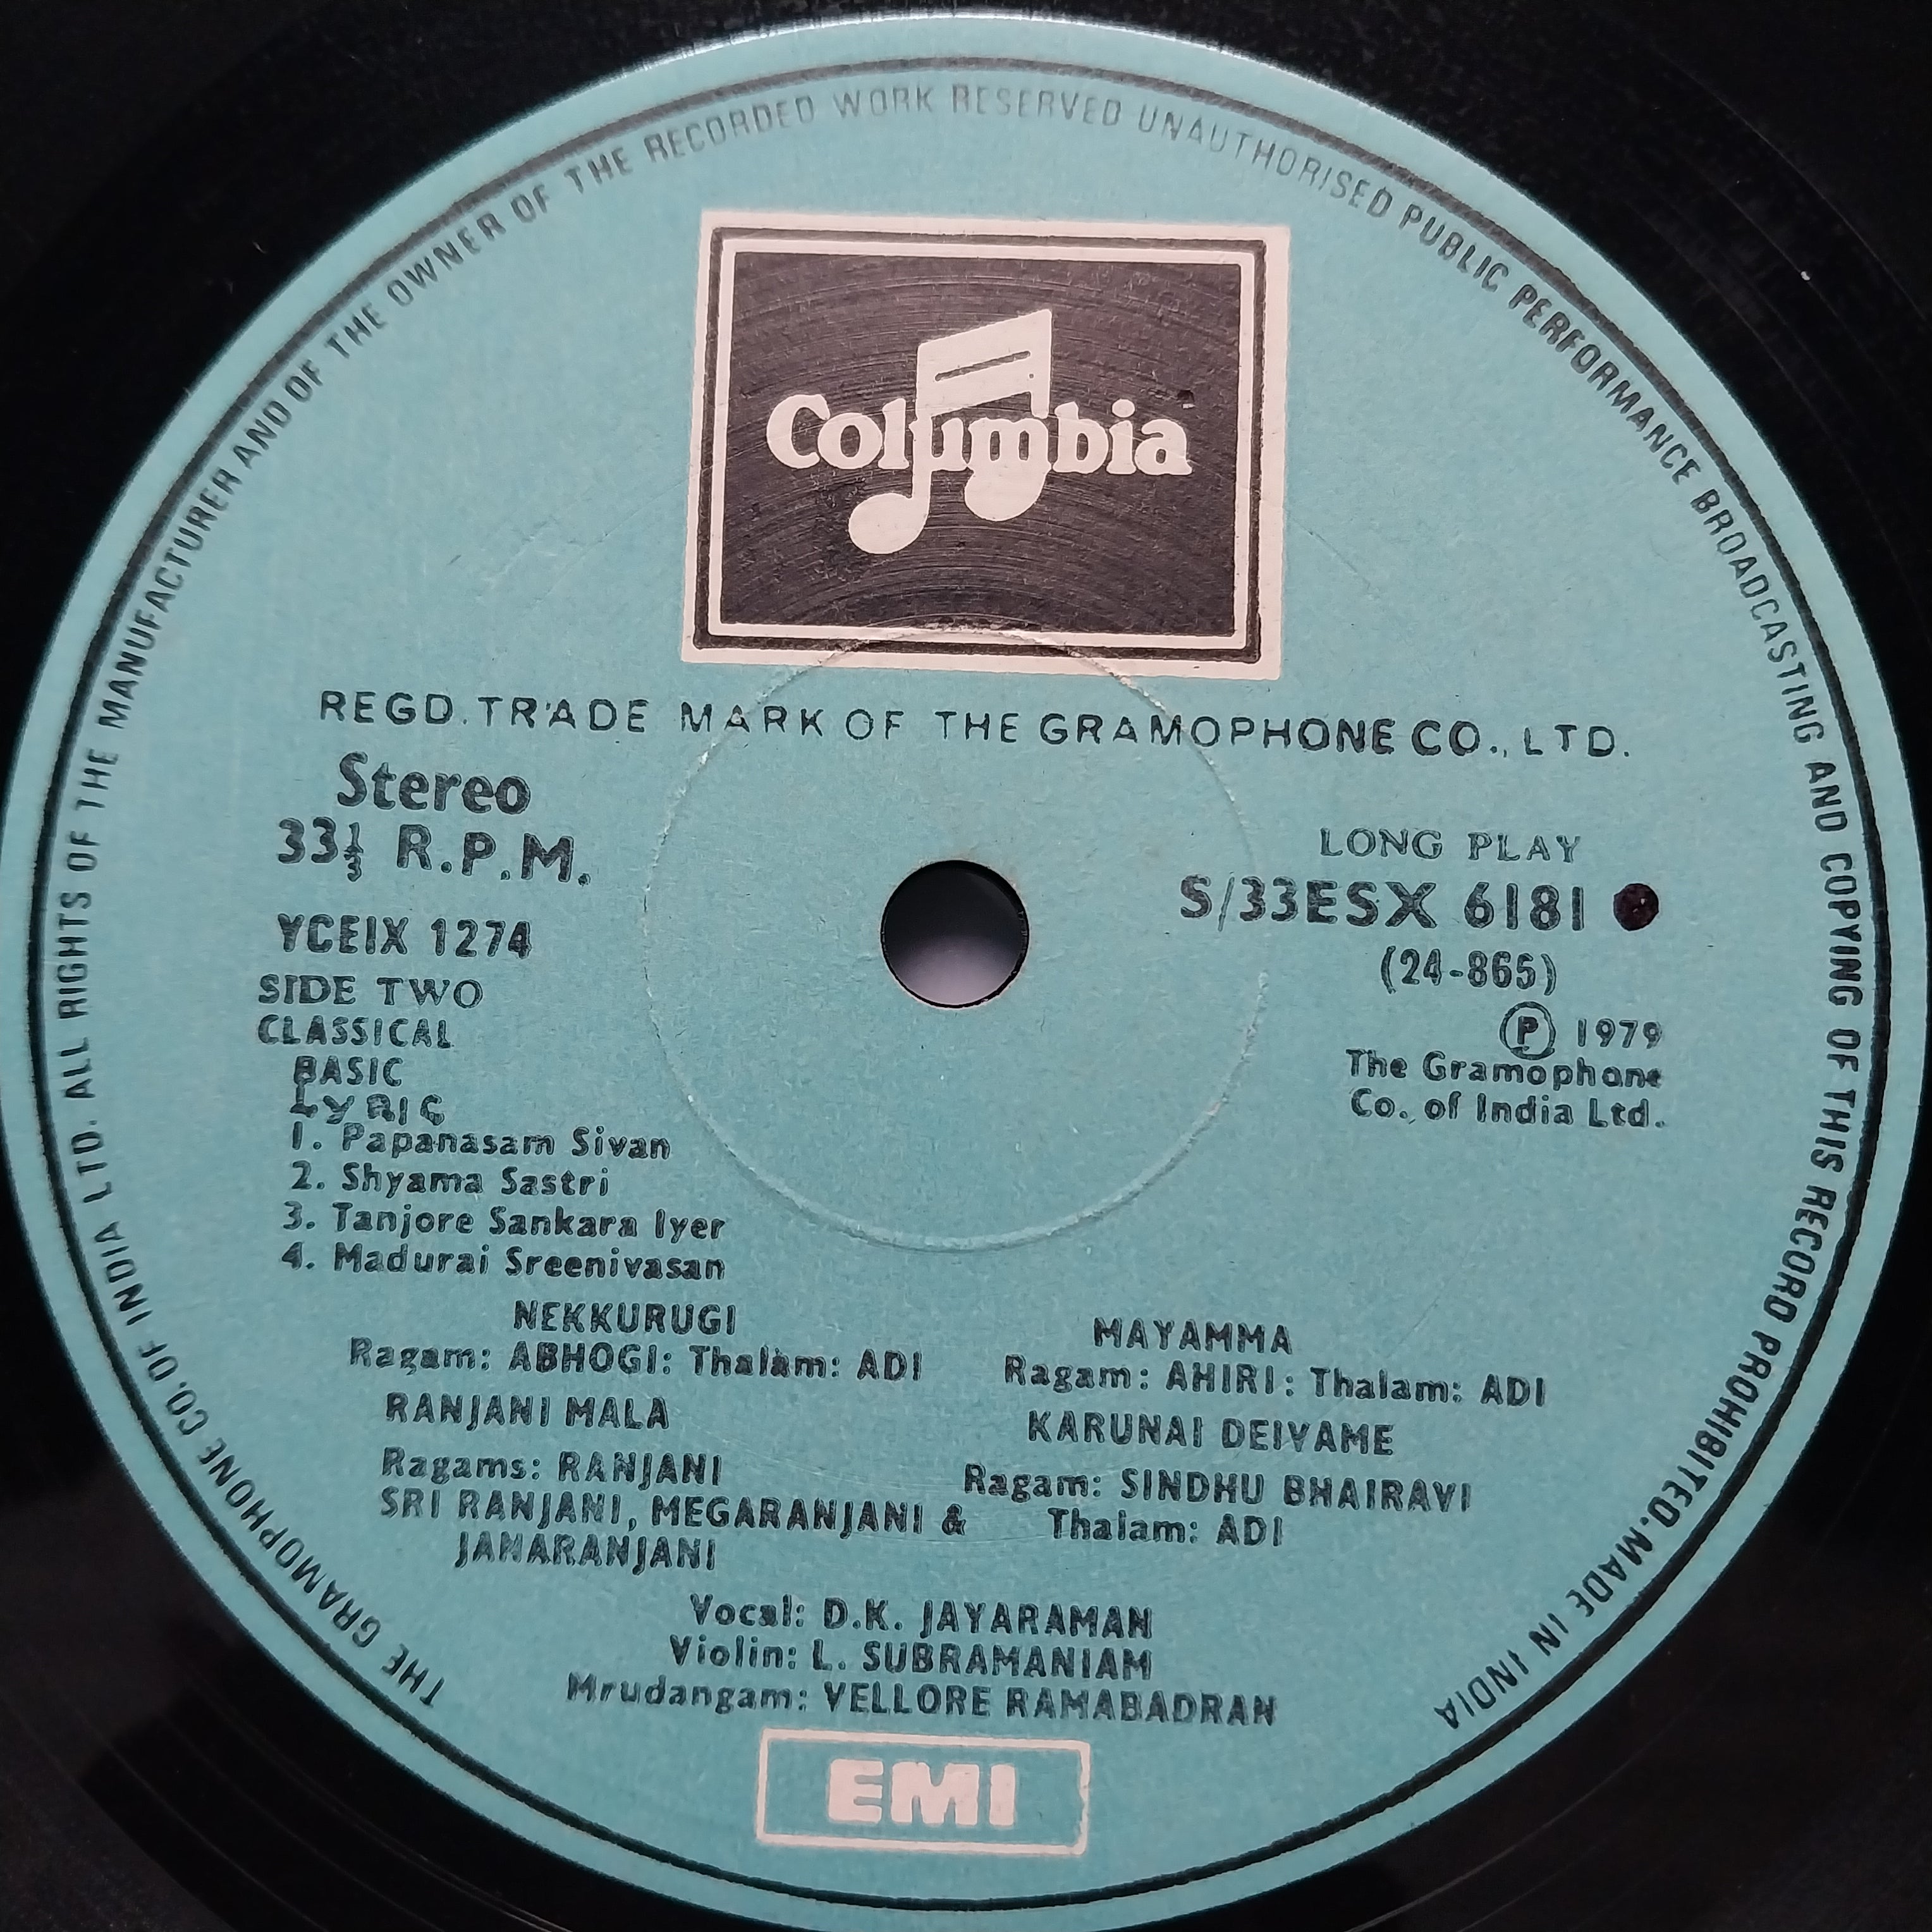 THE GRAMOPHONE CO. OF INDIA LTD. ALL RIGHTS OF THE MANUFACTURER AND OF THE OWNER OF THE RECORDED WORK RESERVED UNAUTHORISED PUBLIC PERFORMANCE BROADCASTING AND COPYING OF THIS RECORD PROHIBITED. MADE IN INDIA
Columbia
REGD. TRADE MARK OF THE GRAMOPHONE CO., LTD.
Stereo
33⅓ R.P.M.
YCEIX 1274
SIDE TWO
CLASSICAL
BASIC
LYRIC
1. Papanasam Sivan
2. Shyama Sastri
3. Tanjore Sankara Iyer
4. Madurai Sreenivasan
LONG PLAY
S/33ESX 6181
(24-865)
Ⓟ 1979
The Gramophone
Co. of India Ltd.
NEKKURUGI
Ragam: ABHOGI: Thalam: ADI
RANJANI MALA
Ragams: RANJANI
SRI RANJANI, MEGARANJANI &
JANARANJANI
MAYAMMA
Ragam: AHIRI: Thalam: ADI
KARUNAI DEIVAME
Ragam: SINDHU BHAIRAVI
Thalam: ADI
Vocal: D.K. JAYARAMAN
Violin: L. SUBRAMANIAM
Mrudangam: VELLORE RAMABADRAN
EMI